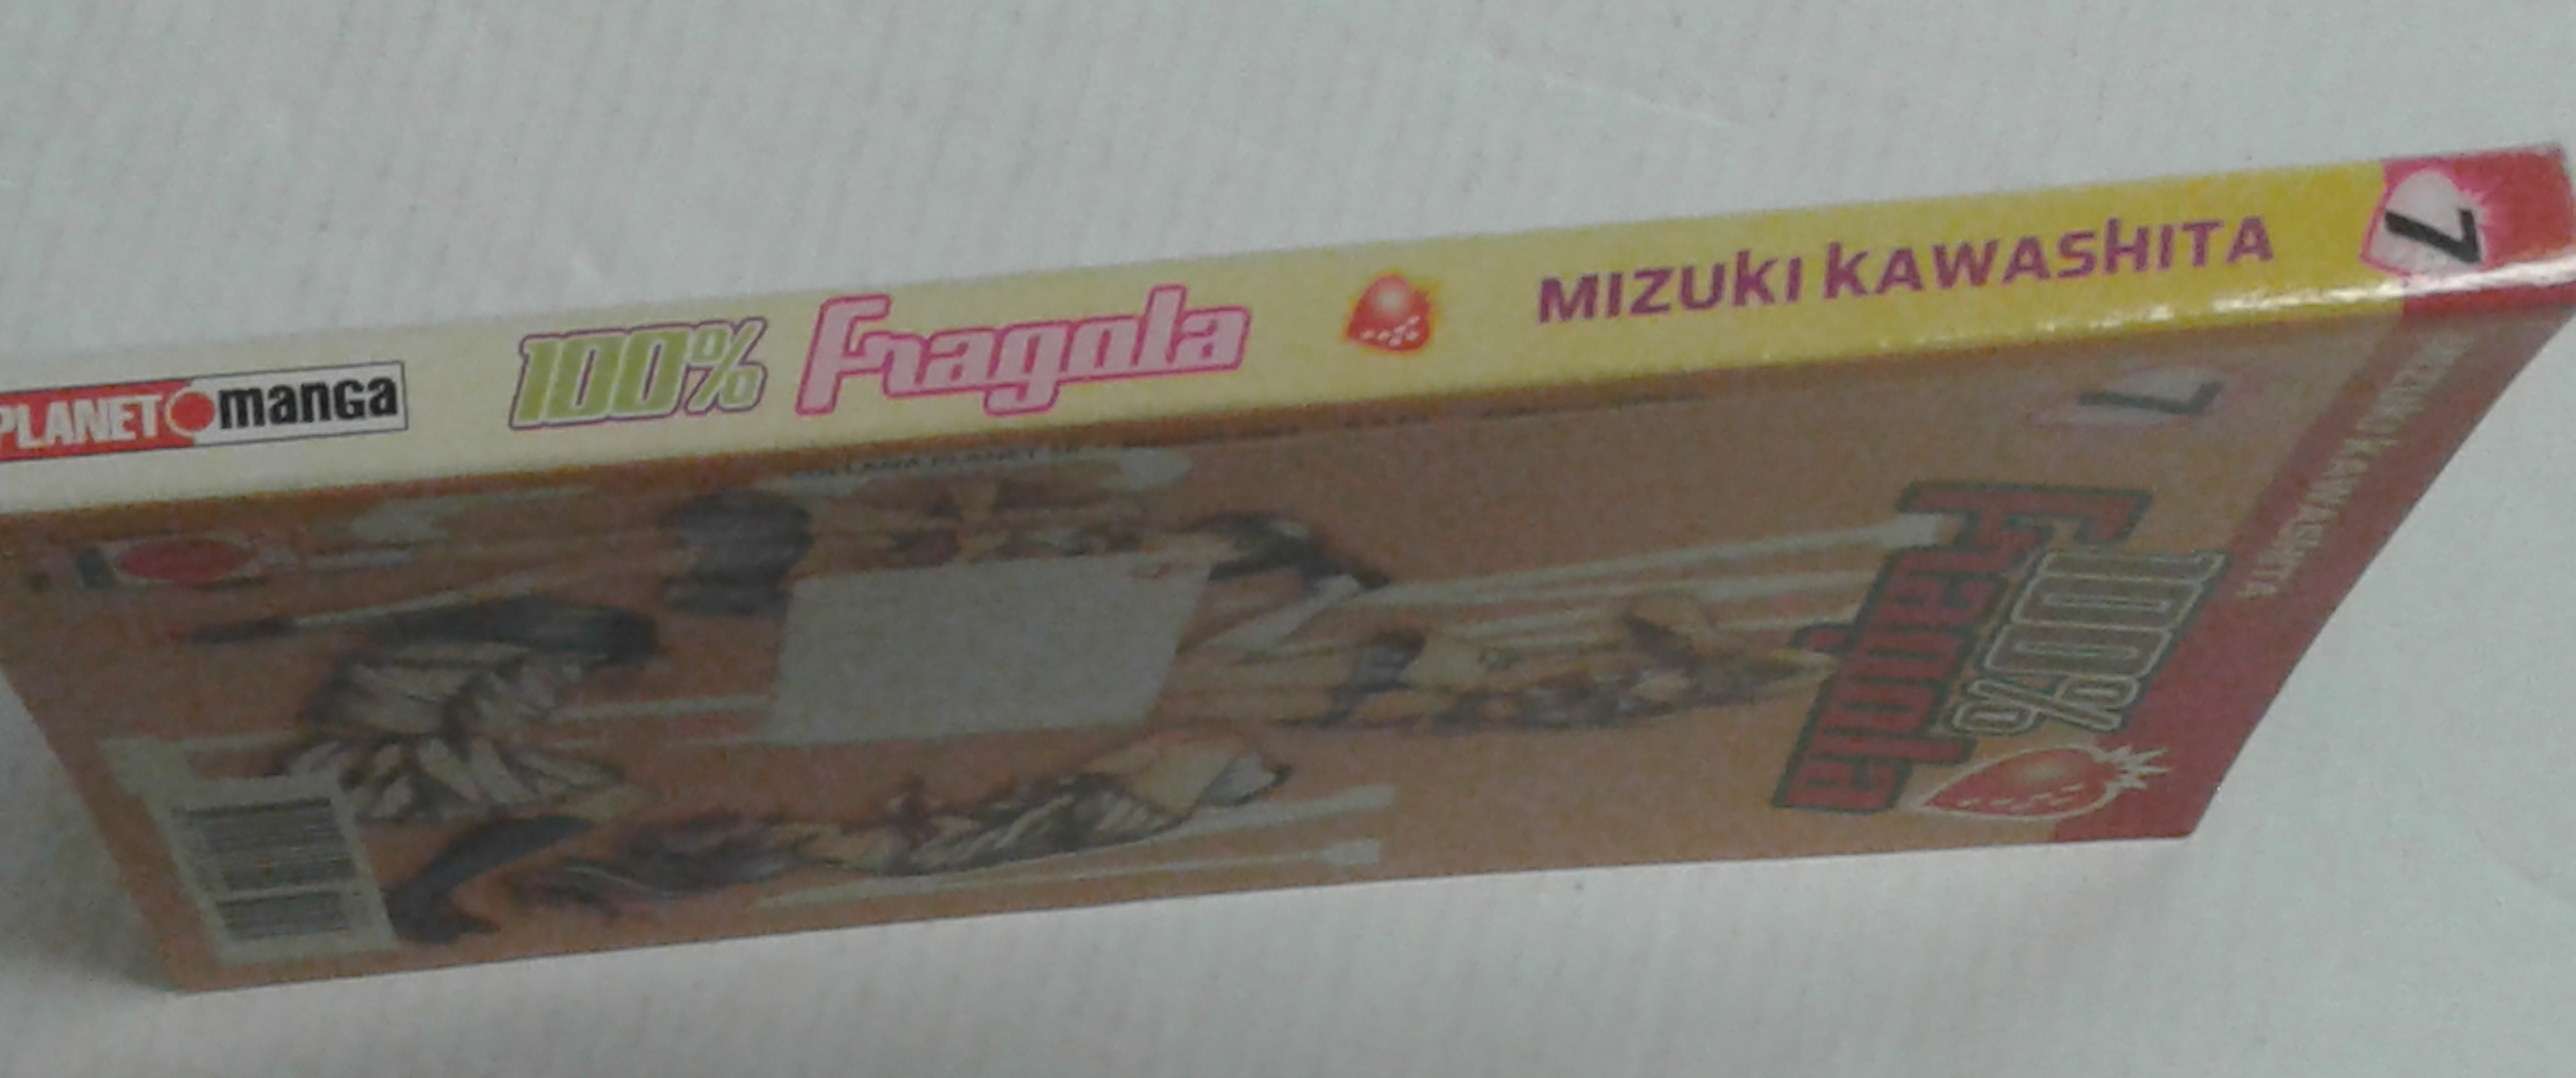 PLANET manga 100% Fragola MIZUKI KAWASHITA 7
7
100%
Fragola
MIZUKI KAWASHITA